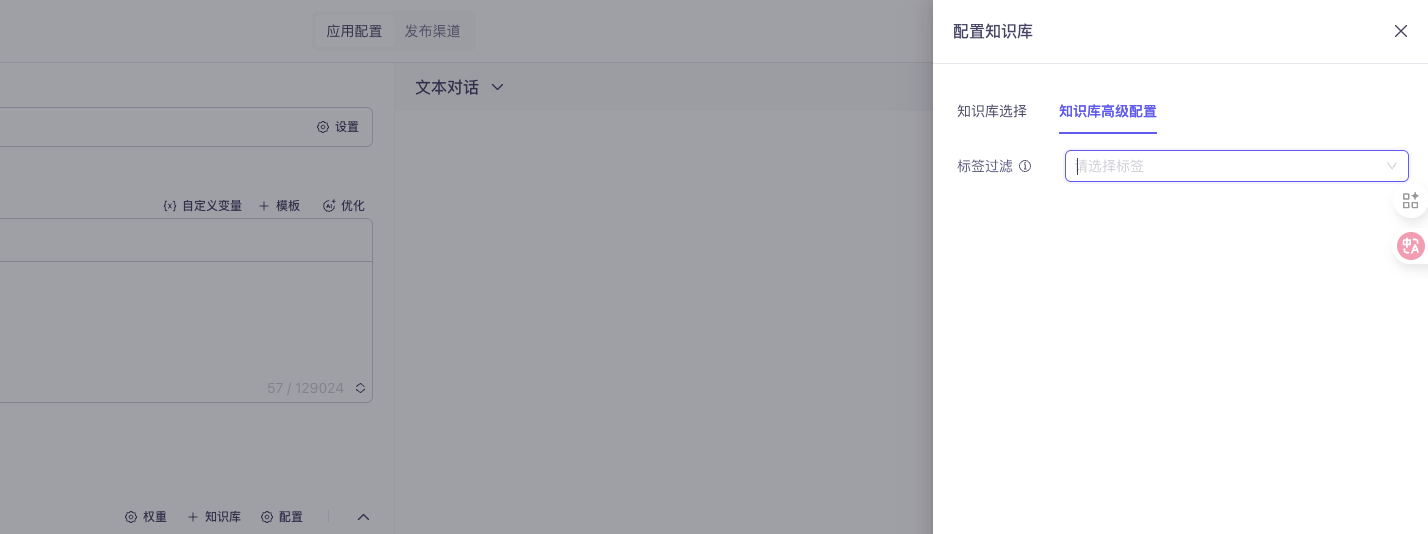 应用配置 发布渠道
配置知识库
文本对话
知识库选择 知识库高级配置
设置
标签过滤 请选择标签
{x} 自定义变量 模板 优化
57 / 129024
权重 知识库 配置